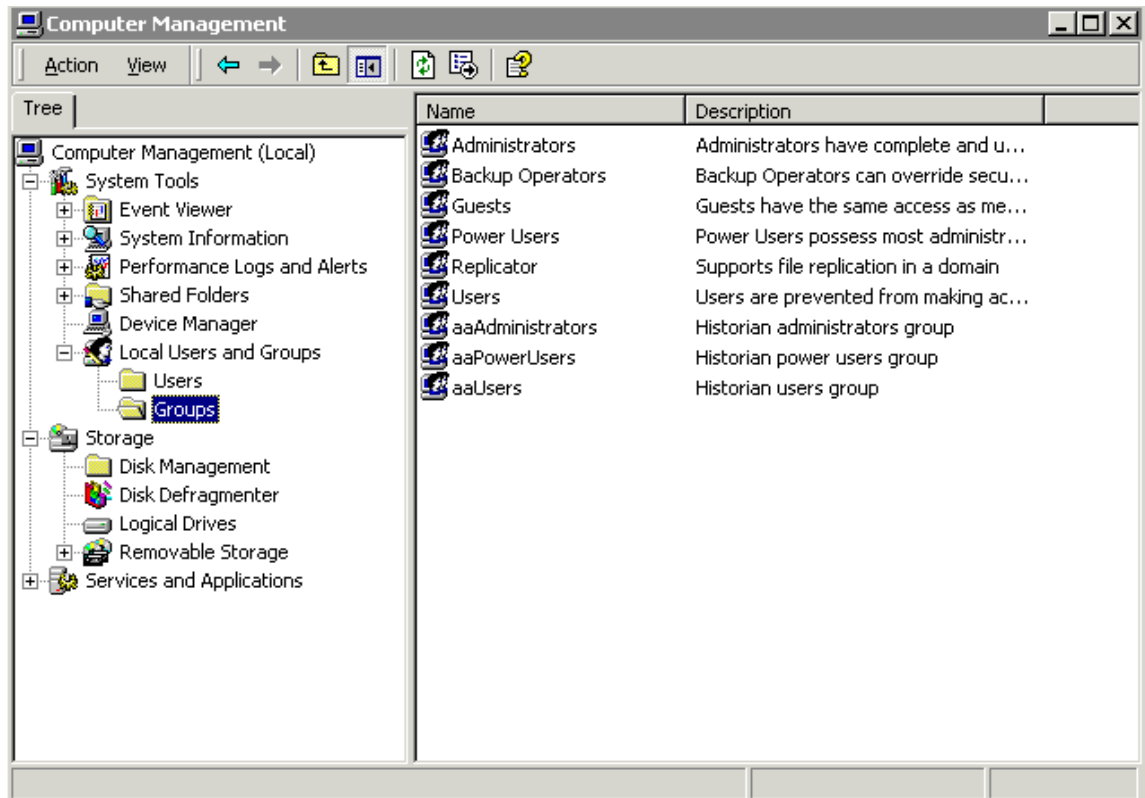 Computer Management
Action View
Tree
Name Description
Computer Management (Local)
System Tools
Event Viewer
System Information
Performance Logs and Alerts
Shared Folders
Device Manager
Local Users and Groups
Users
Groups
Storage
Disk Management
Disk Defragmenter
Logical Drives
Removable Storage
Services and Applications
Administrators Administrators have complete and u...
Backup Operators Backup Operators can override secu...
Guests Guests have the same access as me...
Power Users Power Users possess most administr...
Replicator Supports file replication in a domain
Users Users are prevented from making ac...
aaAdministrators Historian administrators group
aaPowerUsers Historian power users group
aaUsers Historian users group